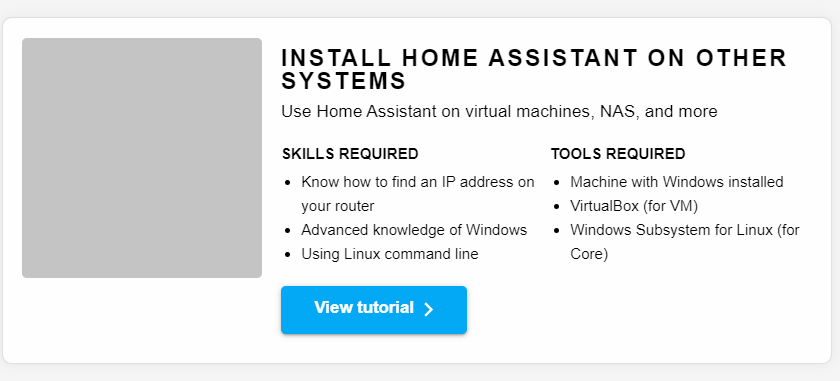 INSTALL HOME ASSISTANT ON OTHER
SYSTEMS
Use Home Assistant on virtual machines, NAS, and more
SKILLS REQUIRED
Know how to find an IP address on
your router
Advanced knowledge of Windows
Using Linux command line
TOOLS REQUIRED
Machine with Windows installed
VirtualBox (for VM)
Windows Subsystem for Linux (for
Core)
View tutorial